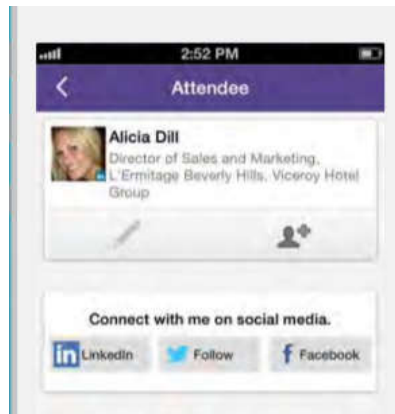 2:52 PM
Attendee
Alicia Dill
Director of Sales and Marketing,
L'Ermitage Beverly Hills, Viceroy Hotel
Group
Connect with me on social media.
in LinkedIn Follow f Facebook